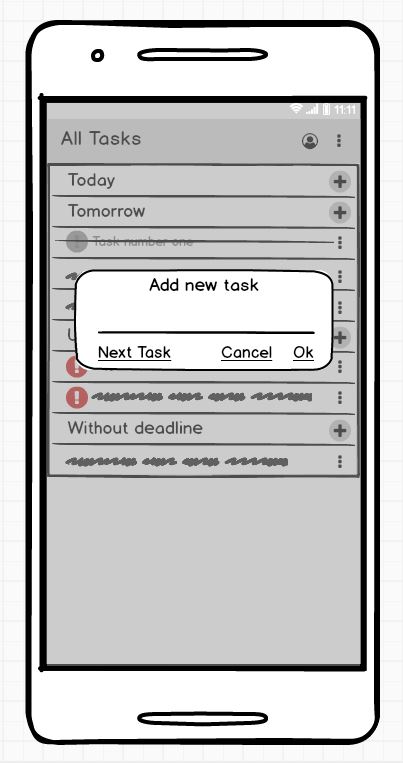 11:11
All Tasks
Today
Tomorrow
Task number one
Add new task
Next Task Cancel Ok
Without deadline